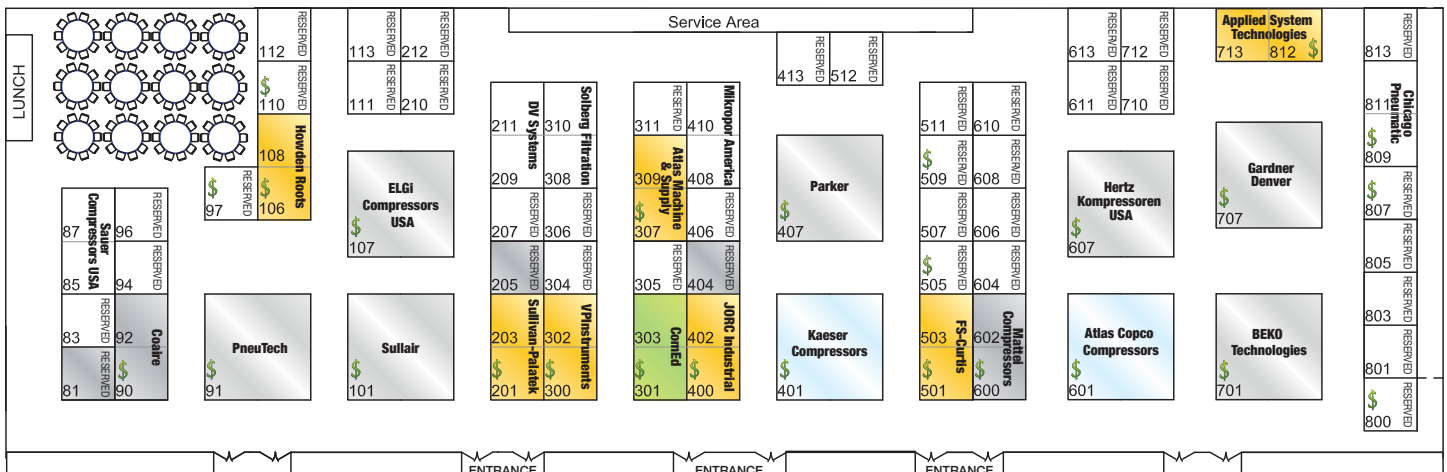 Service Area
LUNCH
RESERVED
112
RESERVED
$
110
Howden Roots
108
$
106
RESERVED
$
97
RESERVED
113
RESERVED
212
RESERVED
111
RESERVED
210
ELGi
Compressors
USA
$
107
87
Sauer
Compressors USA
85
RESERVED
96
RESERVED
94
RESERVED
83
RESERVED
81
92
Coaire
$
90
PneuTech
$
91
Sullair
$
101
211
DV Systems
209
310
Solberg Filtration
308
RESERVED
207
RESERVED
306
RESERVED
205
RESERVED
304
203
Sullivan-Palatek
$
201
302
VPInstruments
$
300
RESERVED
311
410
Mikropor America
408
309
Atlas Machine
& Supply
$
307
RESERVED
406
RESERVED
305
RESERVED
404
303
ComEd
$
301
402
JORC Industrial
$
400
RESERVED
413
RESERVED
512
Parker
$
407
Kaeser
Compressors
$
401
RESERVED
511
RESERVED
610
RESERVED
$
509
RESERVED
608
RESERVED
507
RESERVED
606
RESERVED
$
505
RESERVED
604
503
FS-Curtis
$
501
602
Mattei
Compressors
$
600
RESERVED
613
RESERVED
712
RESERVED
611
RESERVED
710
Hertz
Kompressoren
USA
$
607
Atlas Copco
Compressors
$
601
Applied System
Technologies
713
812 $
Gardner
Denver
$
707
BEKO
Technologies
$
701
RESERVED
813
811
Chicago
Pneumatic
$
809
RESERVED
$
807
RESERVED
805
RESERVED
803
RESERVED
801
RESERVED
$
800
ENTRANCE
ENTRANCE
ENTRANCE